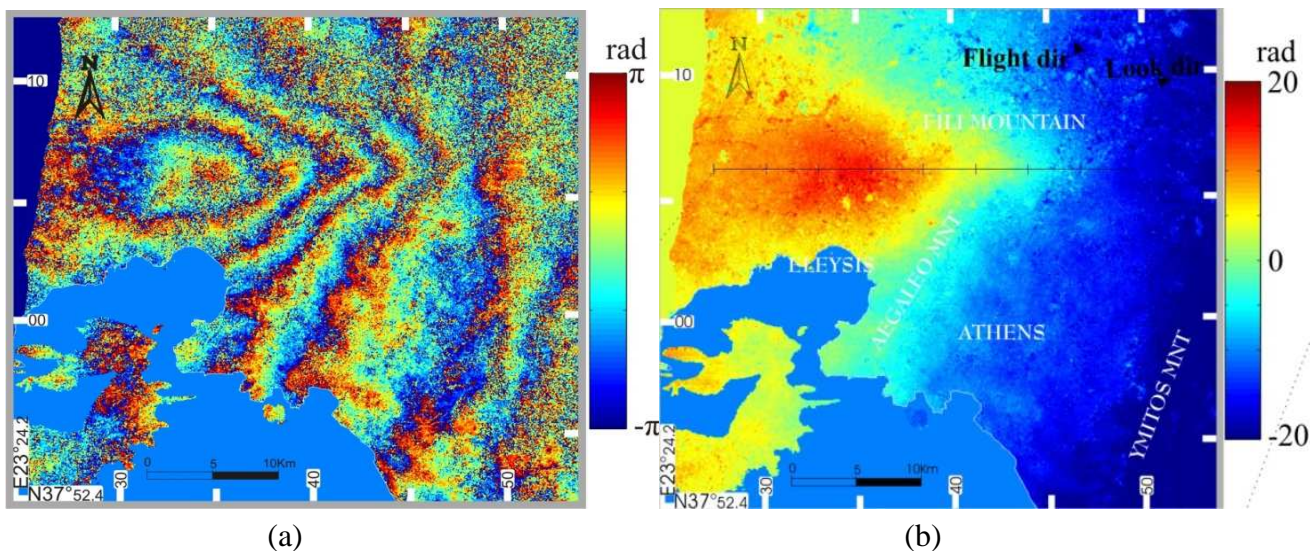 rad
π
-π
N
10
00
0 5 10Km
E23°24.2
N37°52.4
30
40
50
(a)
rad
20
0
-20
Flight dir
Look dir
N
10
FILI MOUNTAIN
ELEYSIS
AEGALEO MNT
ATHENS
YMITOS MNT
00
0 5 10Km
E23°24.2
N37°52.4
30
40
50
(b)